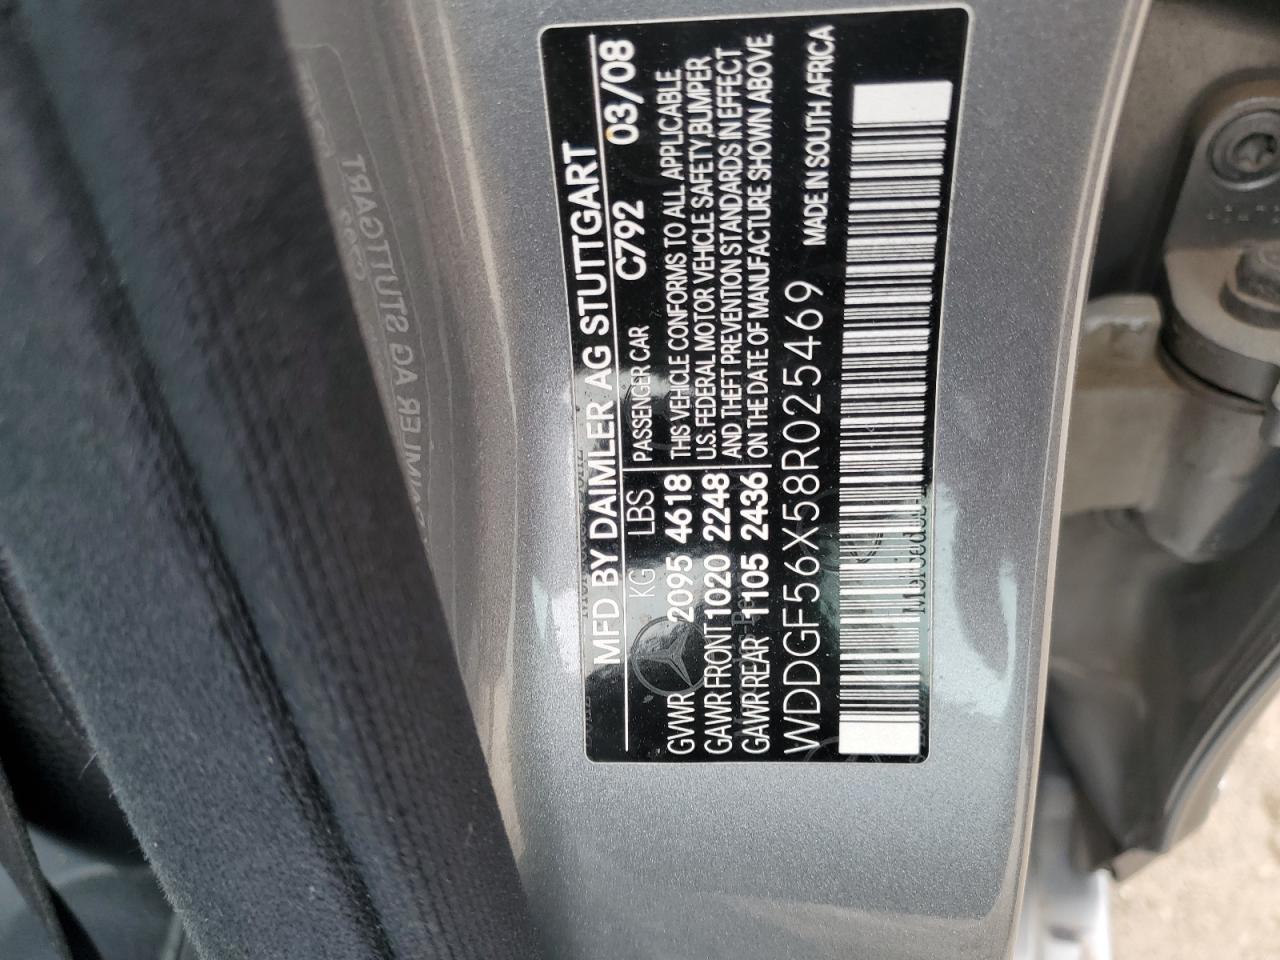 MFD BY DAIMLER AG STUTTGART
KG LBS PASSENGER CAR C792 03/08
GVWR 2095 4618 THIS VEHICLE CONFORMS TO ALL APPLICABLE
GAWR FRONT 1020 2248 U.S. FEDERAL MOTOR VEHICLE SAFETY, BUMPER
AND THEFT PREVENTION STANDARDS IN EFFECT
GAWR REAR 1105 2436 ON THE DATE OF MANUFACTURE SHOWN ABOVE
WDDGF56X58R025469 MADE IN SOUTH AFRICA